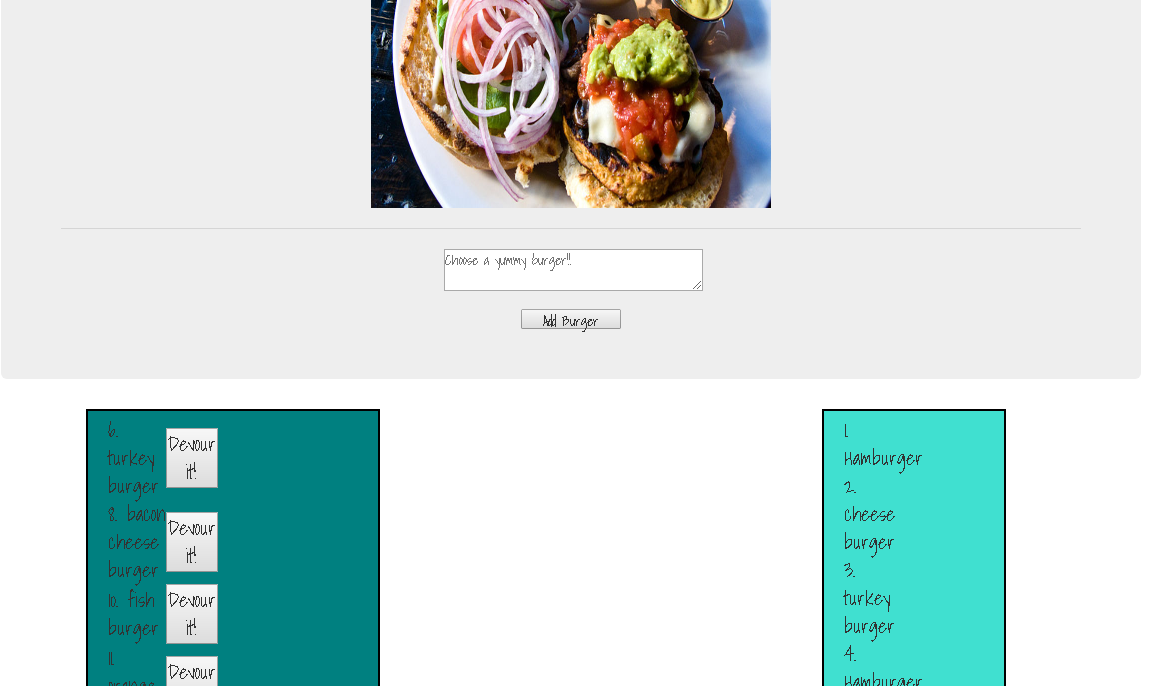 Choose a yummy burger!!
Add Burger
6.
turkey
burger
Devour
it!
8. bacon
cheese
burger
Devour
it!
10. fish
burger
Devour
it!
11.
Devour
1.
Hamburger
2.
cheese
burger
3.
turkey
burger
4.
Hamburger